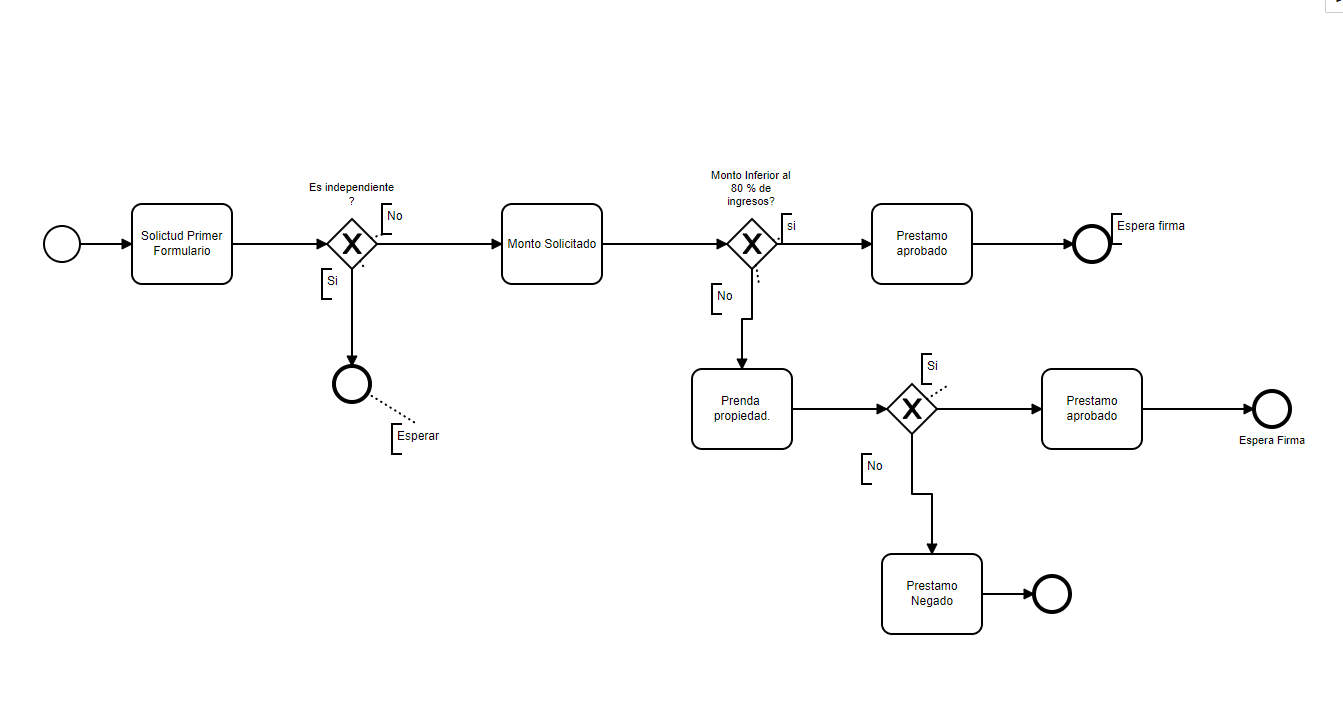 Es independiente
?
No
Solictud Primer
Formulario
Si
Esperar
Monto Solicitado
Monto Inferior al
80 % de
ingresos?
si
No
Prestamo
aprobado
Espera firma
Prenda
propiedad.
Si
No
Prestamo
aprobado
Espera Firma
Prestamo
Negado